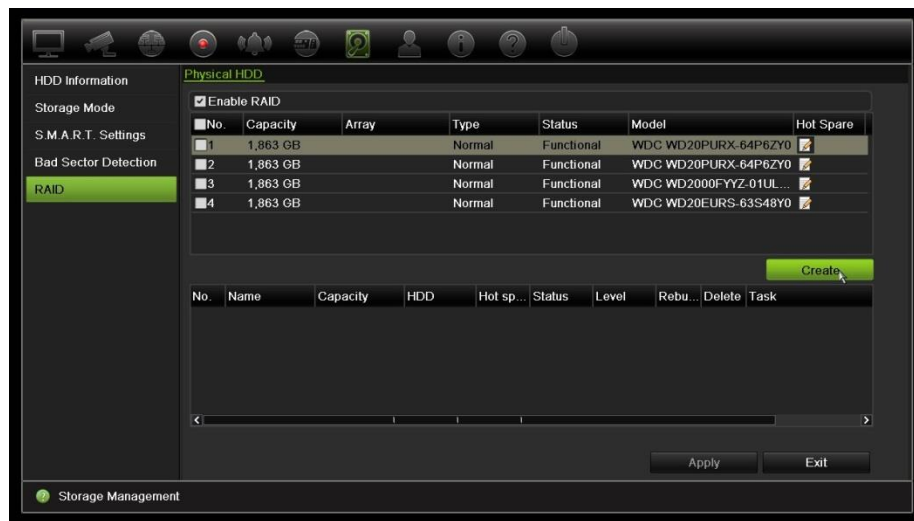 HDD Information
Storage Mode
S.M.A.R.T. Settings
Bad Sector Detection
RAID
Physical HDD
Enable RAID
No. Capacity Array Type Status Model Hot Spare
1 1,863 GB Normal Functional WDC WD20PURX-64P6ZY0
2 1,863 GB Normal Functional WDC WD20PURX-64P6ZY0
3 1,863 GB Normal Functional WDC WD2000FYYZ-01UL...
4 1,863 GB Normal Functional WDC WD20EURS-63S48Y0
Create
No. Name Capacity HDD Hot sp... Status Level Rebu... Delete Task
Apply Exit
Storage Management